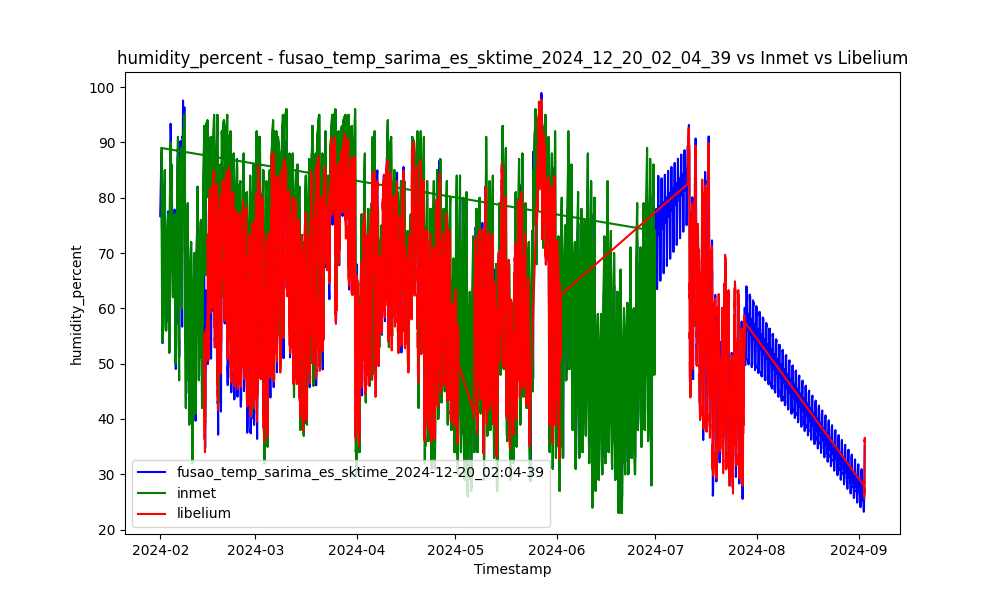 humidity_percent - fusao_temp_sarima_es_sktime_2024_12_20_02_04_39 vs Inmet vs Libelium
100
90
80
70
60
50
40
30
20
humidity_percent
fusao_temp_sarima_es_sktime_2024-12-20_02:04-39
inmet
libelium
2024-02 2024-03 2024-04 2024-05 2024-06 2024-07 2024-08 2024-09
Timestamp